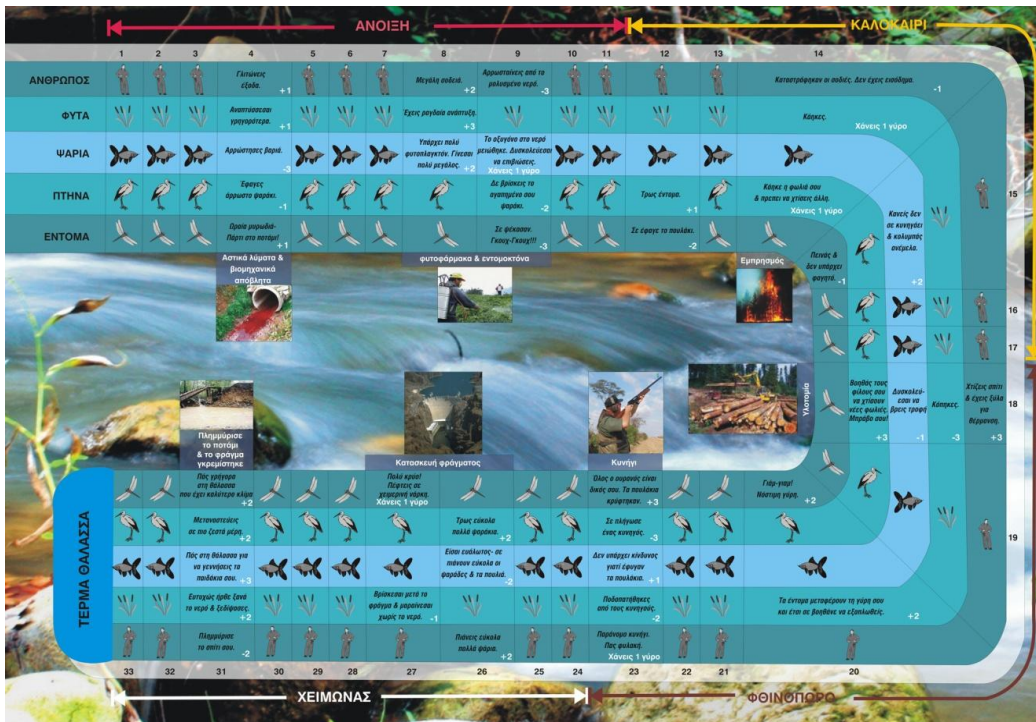 ΑΝΟΙΞΗ
ΚΑΛΟΚΑΙΡΙ
1 2 3 4 5 6 7 8 9 10 11 12 13 14
ΑΝΘΡΩΠΟΣ
Γλιτώνεις
έξοδα.
+1
Μεγάλη σοδειά.
+2
Αρρωσταίνεις από το
μολυσμένο νερό.
-3
Καταστράφηκαν οι σοδιές. Δεν έχεις εισόδημα.
-1
ΦΥΤΑ
Αναπτύσσεσαι
γρηγορότερα.
+1
Έχεις ραγδαία ανάπτυξη.
+3
Κάηκες.
Χάνεις 1 γύρο
ΨΑΡΙΑ
Αρρώστησες βαριά.
-3
Υπάρχει πολύ
φυτοπλαγκτόν. Γίνεσαι
πολύ μεγάλος.
+2
Το οξυγόνο στο νερό
μειώθηκε. Δυσκολεύεσαι
να επιβιώσεις.
Χάνεις 1 γύρο
ΠΤΗΝΑ
Έφαγες
άρρωστο ψαράκι.
-1
Δε βρίσκεις το
αγαπημένο σου
ψαράκι.
-2
Τρως έντομα.
+1
Κάηκε η φωλιά σου
& πρεπει να χτίσεις άλλη.
Χάνεις 1 γύρο
ΕΝΤΟΜΑ
Ωραία μυρωδιά-
Πάρτι στο ποτάμι!
+1
Σε ψέκασαν.
Γκουχ-Γκουχ!!!
-3
Σε έφαγε το πουλάκι.
-2
Πεινάς &
δεν υπάρχει
φαγητό.
-1
Κανείς δεν
σε κυνηγάει
& κολυμπάς
ανέμελα.
+2
15
16
17
18
19
Αστικά λύματα &
βιομηχανικά
απόβλητα
φυτοφάρμακα & εντομοκτόνα
Εμπρησμός
Υλοτομία
Βοηθάς τους
φίλους σου
να χτίσουν
νέες φωλιές.
Μπράβο σου!
+3
Δυσκολεύ-
εσαι να
βρεις τροφή
-1
Κόπηκες.
-3
Χτίζεις σπίτι
& έχεις ξύλα
για
θέρμανση.
+3
Πλημμύρισε
το ποτάμι
& το φράγμα
γκρεμίστηκε
Κατασκευή φράγματος
Κυνήγι
ΤΕΡΜΑ ΘΑΛΑΣΣΑ
Πάς γρήγορα
στη θάλασσα
που έχει καλύτερο κλίμα
+2
Πολύ κρύο!
Πέφτεις σε
χειμερινή νάρκη.
Χάνεις 1 γύρο
Όλος ο ουρανός είναι
δικός σου. Τα πουλάκια
κρύφτηκαν.
+3
Γιάμ-γιαμ!
Νόστιμη γύρη.
+2
Μεταναστεύεις
σε πιο ζεστά μέρη.
+2
Τρως εύκολα
πολλά ψαράκια.
+2
Σε πλήγωσε
ένας κυνηγός.
-3
Πάς στη θάλασσα για
να γεννήσεις τα
παιδάκια σου.
+3
Είσαι ευάλωτος- σε
πιάνουν εύκολα οι
ψαράδες & τα πουλιά.
-2
Δεν υπάρχει κίνδυνος
γιατί έφυγαν
τα πουλάκια.
+1
Ευτυχώς ήρθε ξανά
το νερό & ξεδίψασες.
+2
Βρίσκεσαι μετά το
φράγμα & μαραίνεσαι
χωρίς το νερό.
-1
Ποδοπατήθηκες
από τους κυνηγούς.
-2
Τα έντομα μεταφέρουν τη γύρη σου
και έτσι σε βοηθάνε να εξαπλωθείς.
+2
Πλημμύρισε
το σπίτι σου.
-2
Πιάνεις εύκολα
πολλά ψάρια.
+2
Παράνομο κυνήγι.
Πας φυλακή.
Χάνεις 1 γύρο
33 32 31 30 29 28 27 26 25 24 23 22 21 20
ΧΕΙΜΩΝΑΣ
ΦΘΙΝΟΠΩΡΟ